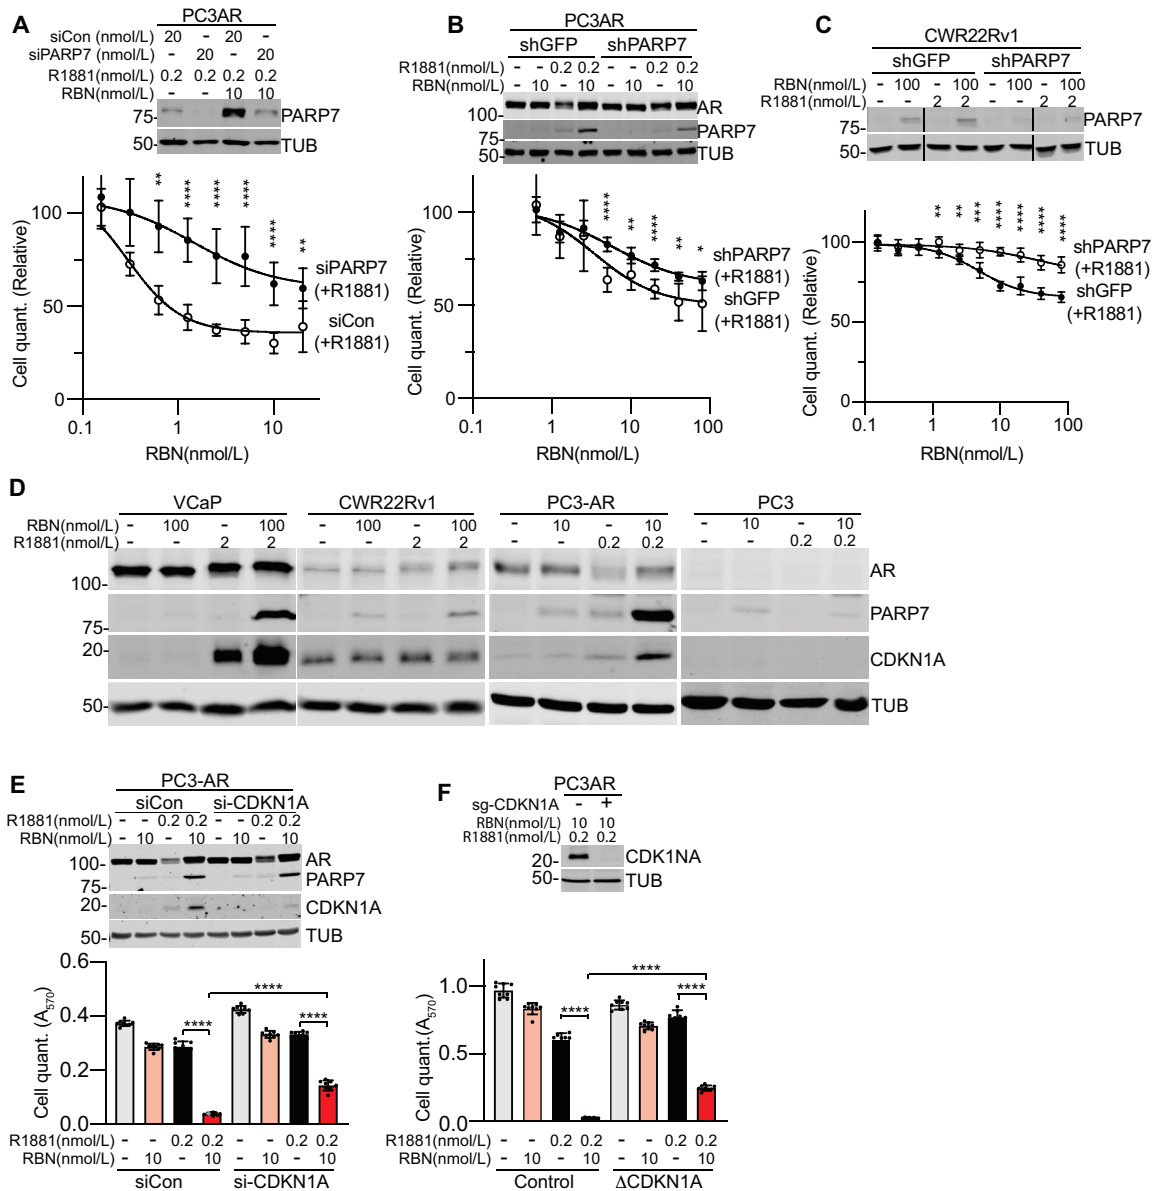 A
PC3AR
siCon (nmol/L) 20 - 20 -
siPARP7 (nmol/L) - 20 - 20
R1881(nmol/L) 0.2 0.2 0.2 0.2
RBN(nmol/L) - - 10 10
75- PARP7
50- TUB
Cell quant. (Relative)
100
50
0
** **** **** **** **** **
siPARP7
(+R1881)
siCon
(+R1881)
0.1 1 10
RBN(nmol/L)
B
PC3AR
shGFP shPARP7
R1881(nmol/L) - - 0.2 0.2 - - 0.2 0.2
RBN(nmol/L) - 10 - 10 - 10 - 10
100- AR
75- PARP7
50- TUB
Cell quant. (Relative)
100
50
0
**** ** **** ** *
shPARP7
(+R1881)
shGFP
(+R1881)
0.1 1 10 100
RBN(nmol/L)
C
CWR22Rv1
shGFP shPARP7
RBN(nmol/L) - 100 - 100 - 100 - 100
R1881(nmol/L) - - 2 2 - - 2 2
75- PARP7
50- TUB
Cell quant. (Relative)
100
50
0
** ** *** **** **** **** ****
shPARP7
(+R1881)
shGFP
(+R1881)
0.1 1 10 100
RBN(nmol/L)
D
VCaP CWR22Rv1 PC3-AR PC3
RBN(nmol/L) - 100 - 100 - 100 - 100 - 10 - 10 - 10 - 10
R1881(nmol/L) - - 2 2 - - 2 2 - - 0.2 0.2 - - 0.2 0.2
100- AR
75- PARP7
20- CDKN1A
50- TUB
E
PC3-AR
siCon si-CDKN1A
R1881(nmol/L) - - 0.2 0.2 - - 0.2 0.2
RBN(nmol/L) - 10 - 10 - 10 - 10
100- AR
75- PARP7
20- CDKN1A
50- TUB
Cell quant. (A570)
0.6
0.4
0.2
0.0
****
**** ****
R1881(nmol/L) - - 0.2 0.2 - - 0.2 0.2
RBN(nmol/L) - 10 - 10 - 10 - 10
siCon si-CDKN1A
F
PC3AR
sg-CDKN1A - +
RBN(nmol/L) 10 10
R1881(nmol/L) 0.2 0.2
20- CDK1NA
50- TUB
Cell quant.(A570)
1.0
0.5
0.0
****
**** ****
R1881(nmol/L) - - 0.2 0.2 - - 0.2 0.2
RBN(nmol/L) - 10 - 10 - 10 - 10
Control ΔCDKN1A